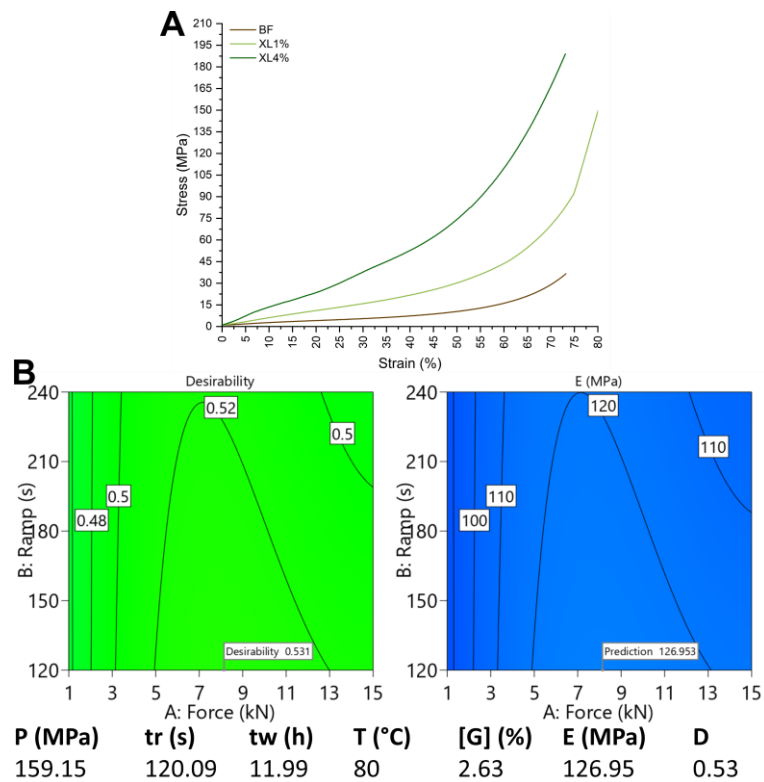 A
BF
XL1%
XL4%
210
195
180
165
150
135
120
105
90
75
60
45
30
15
0
Stress (MPa)
0 5 10 15 20 25 30 35 40 45 50 55 60 65 70 75 80
Strain (%)
B
Desirability
240
210
180
150
120
B: Ramp (s)
0.52
0.5
0.5
0.48
Desirability 0.531
1 3 5 7 9 11 13 15
A: Force (kN)
E (MPa)
240
210
180
150
120
B: Ramp (s)
120
110
110
100
Prediction 126.953
1 3 5 7 9 11 13 15
A: Force (kN)
P (MPa) tr (s) tw (h) T (°C) [G] (%) E (MPa) D
159.15 120.09 11.99 80 2.63 126.95 0.53